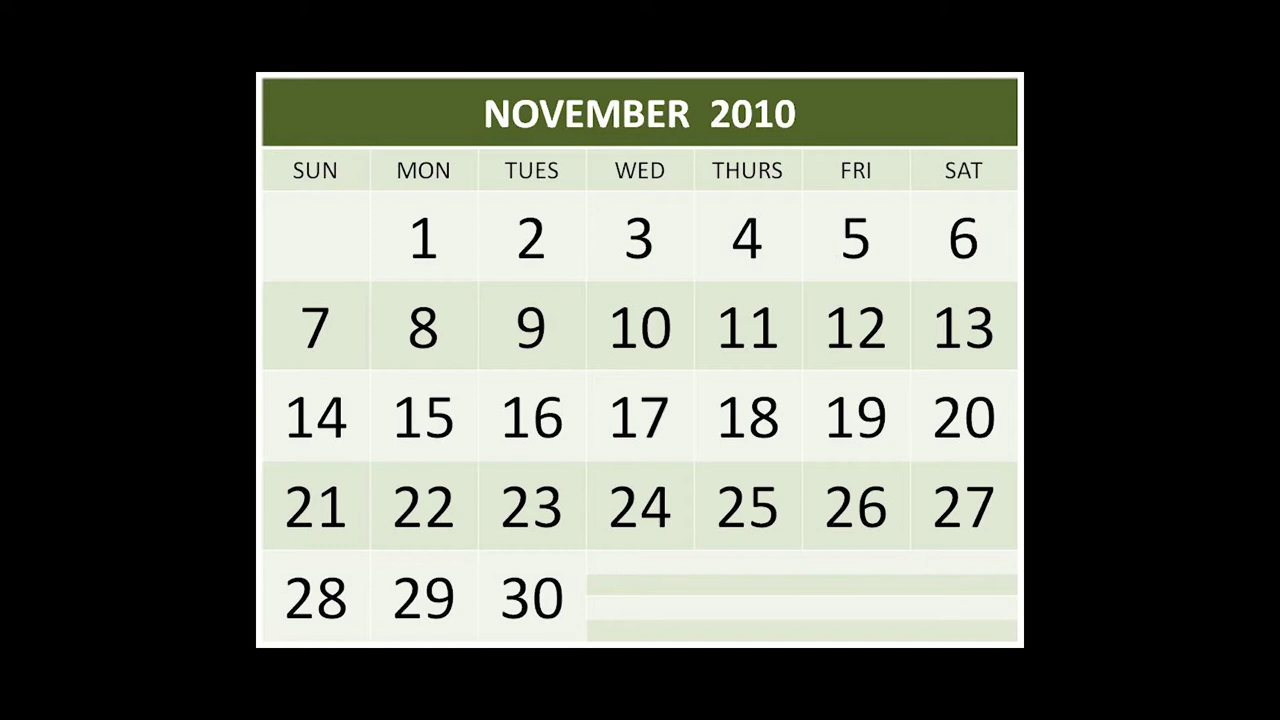 NOVEMBER 2010
SUN MON TUES WED THURS FRI SAT
1 2 3 4 5 6
7 8 9 10 11 12 13
14 15 16 17 18 19 20
21 22 23 24 25 26 27
28 29 30